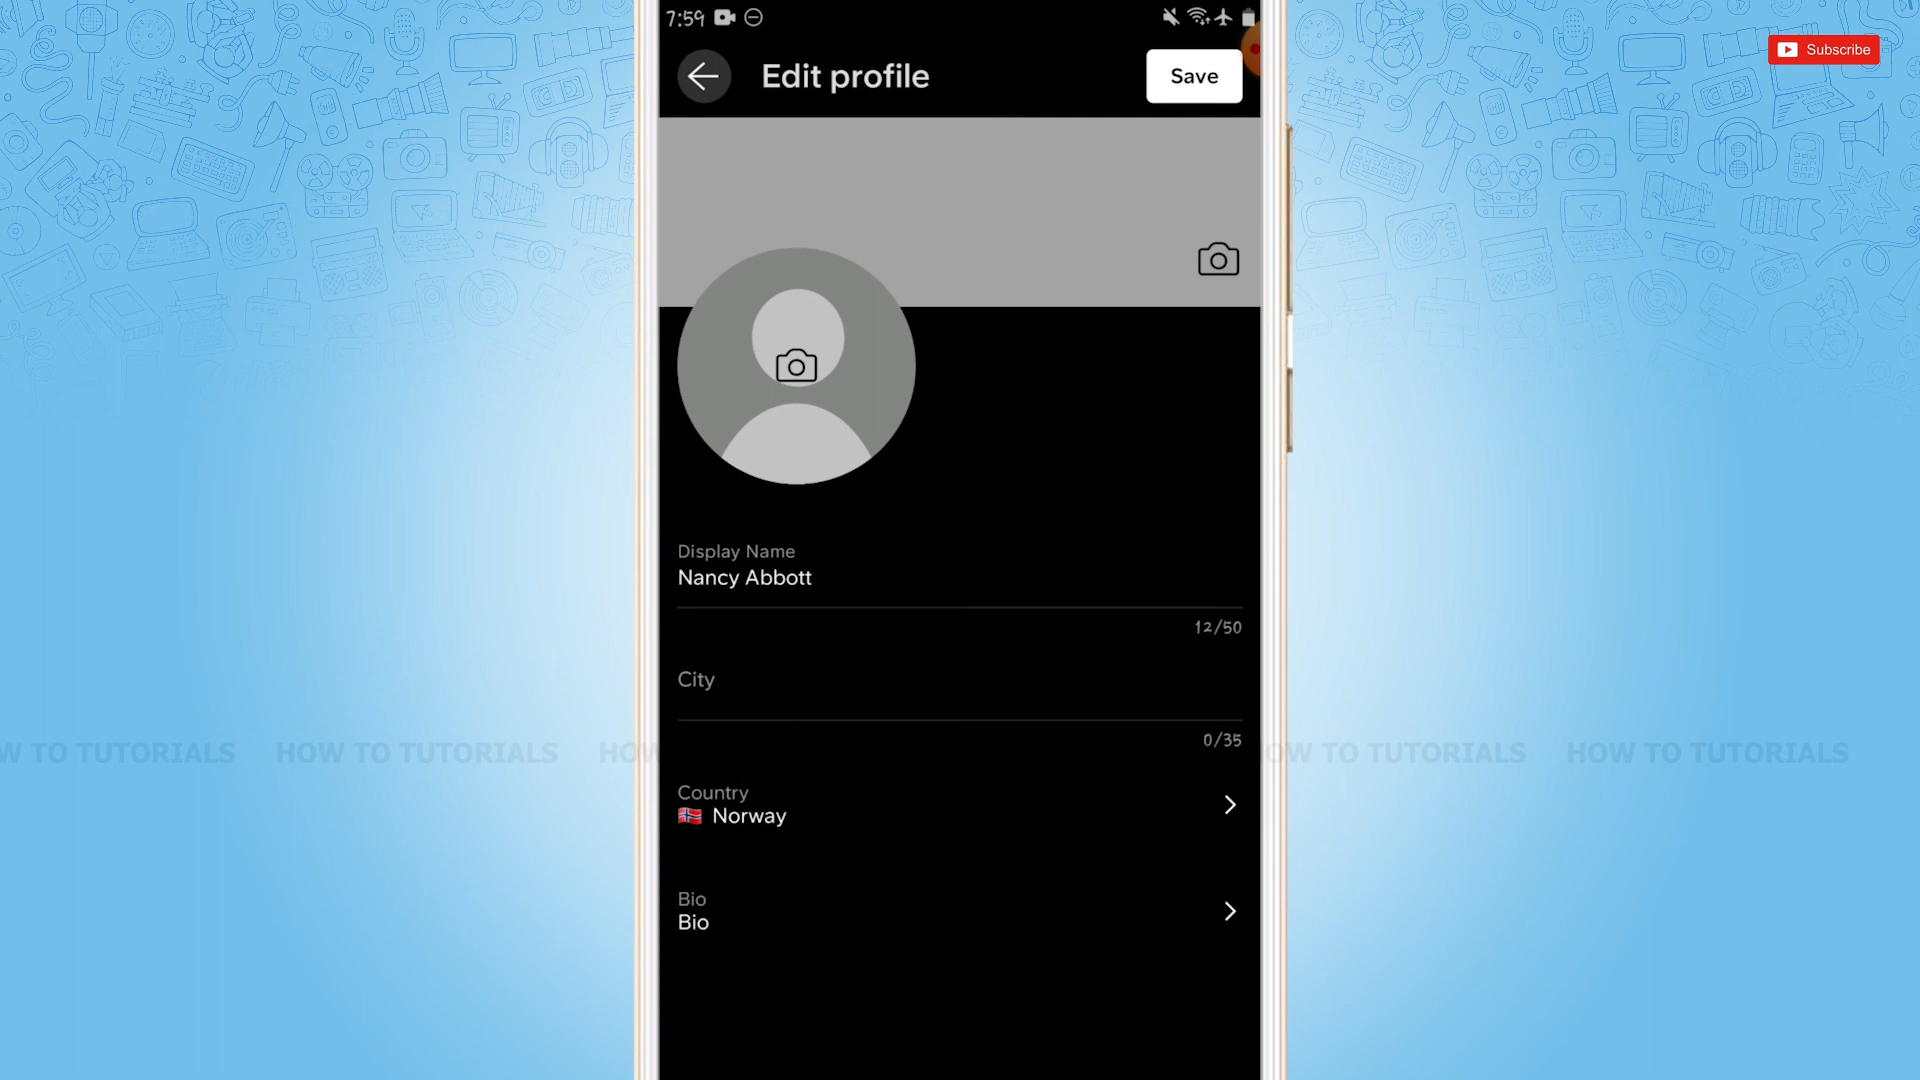 7:59
Edit profile
Save
Subscribe
Display Name
Nancy Abbott
12/50
City
0/35
W TO TUTORIALS HOW TO TUTORIALS HOW
OW TO TUTORIALS HOW TO TUTORIALS
Country
Norway
Bio
Bio